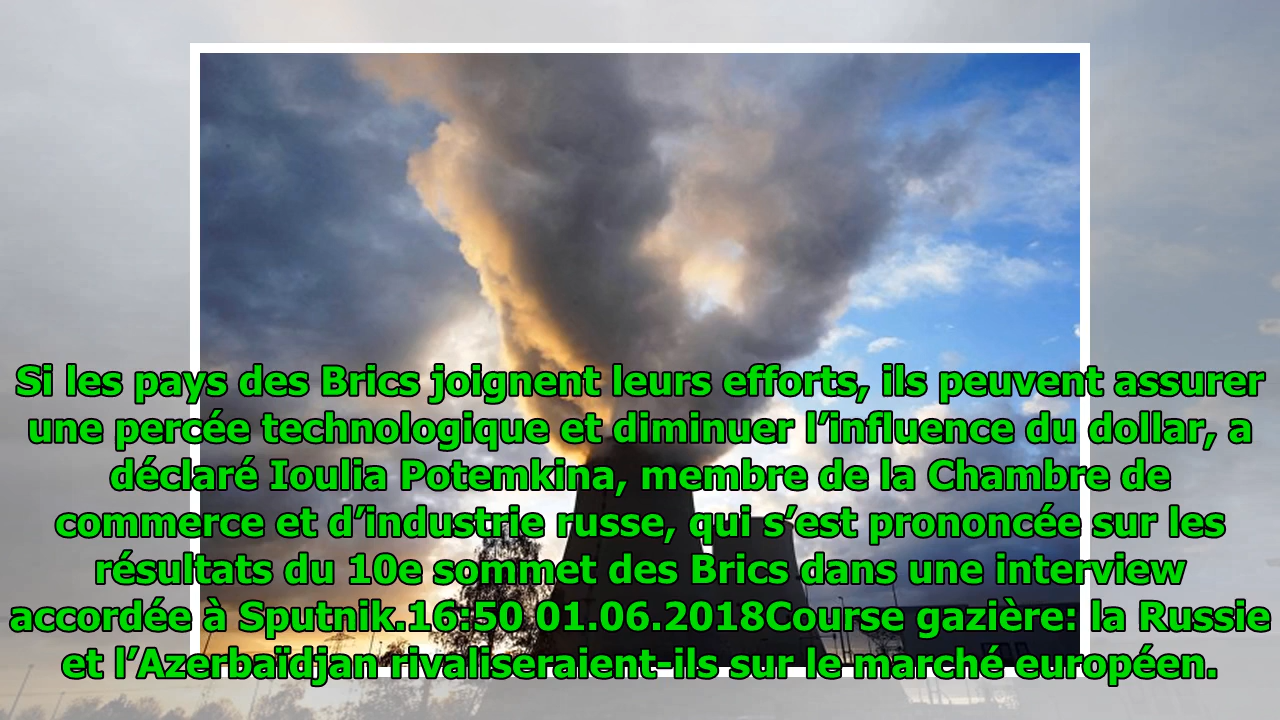 Si les pays des Brics joignent leurs efforts, ils peuvent assurer
une percée technologique et diminuer l’influence du dollar, a
déclaré Ioulia Potemkina, membre de la Chambre de
commerce et d’industrie russe, qui s’est prononcée sur les
résultats du 10e sommet des Brics dans une interview
accordée à Sputnik.16:50 01.06.2018Course gazière: la Russie
et l’Azerbaïdjan rivaliseraient-ils sur le marché européen.